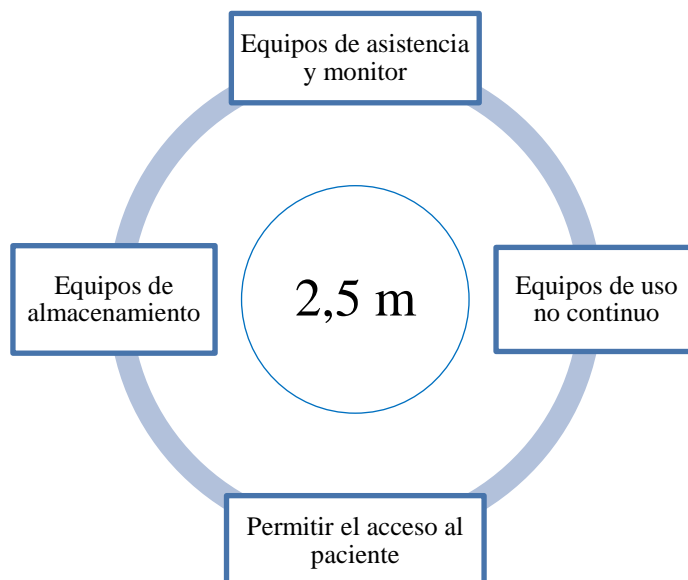 Equipos de asistencia
y monitor
Equipos de
almacenamiento
2,5 m
Equipos de uso
no continuo
Permitir el acceso al
paciente